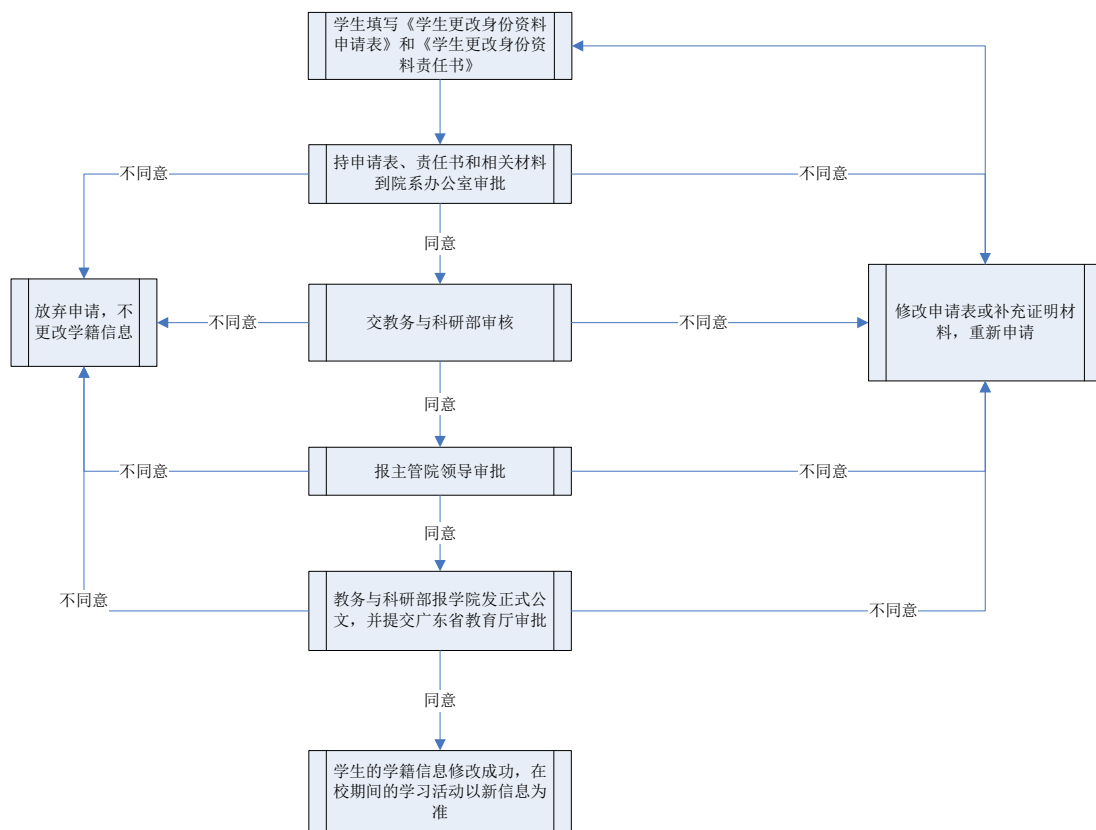 学生填写《学生更改身份资料
申请表》和《学生更改身份资
料责任书》
不同意
持申请表、责任书和相关材料
到院系办公室审批
不同意
同意
放弃申请，不
更改学籍信息
不同意
交教务与科研部审核
不同意
修改申请表或补充证明材
料，重新申请
同意
不同意
报主管院领导审批
不同意
同意
不同意
教务与科研部报学院发正式公
文，并提交广东省教育厅审批
不同意
同意
学生的学籍信息修改成功，在
校期间的学习活动以新信息为
准